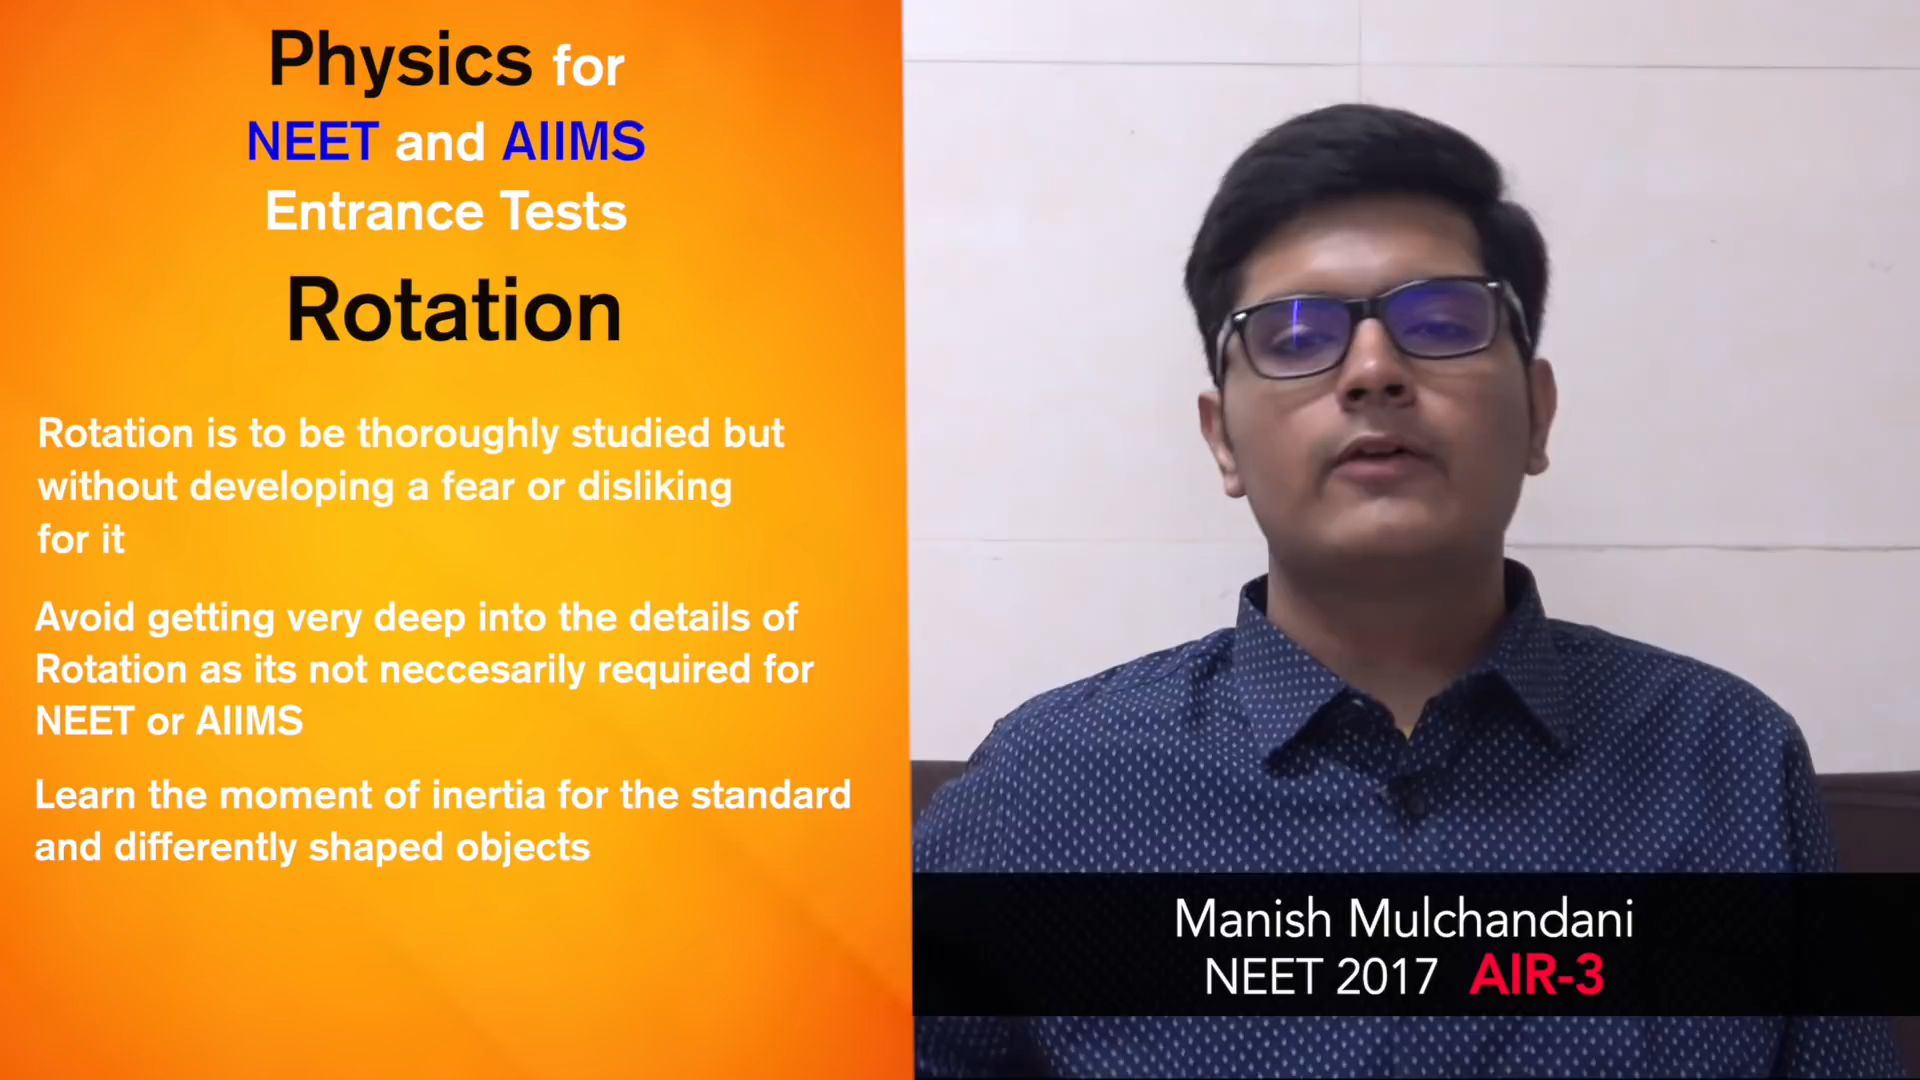 Physics for
NEET and AIIMS
Entrance Tests
Rotation
Rotation is to be thoroughly studied but
without developing a fear or disliking
for it
Avoid getting very deep into the details of
Rotation as its not neccesarily required for
NEET or AIIMS
Learn the moment of inertia for the standard
and differently shaped objects
Manish Mulchandani
NEET 2017 AIR-3